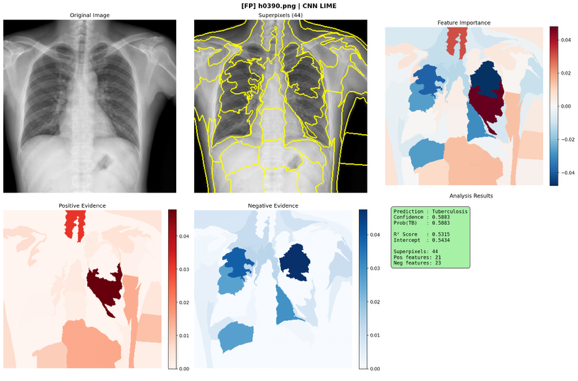 [FP] h0390.png | CNN LIME
Original Image
Superpixels (44)
Feature Importance
0.04
0.02
0.00
−0.02
−0.04
Positive Evidence
0.04
0.03
0.02
0.01
0.00
Negative Evidence
0.04
0.03
0.02
0.01
0.00
Analysis Results
Prediction : Tuberculosis
Confidence : 0.5883
Prob(TB) : 0.5883
R² Score : 0.5315
Intercept : 0.5434
Superpixels: 44
Pos features: 21
Neg features: 23